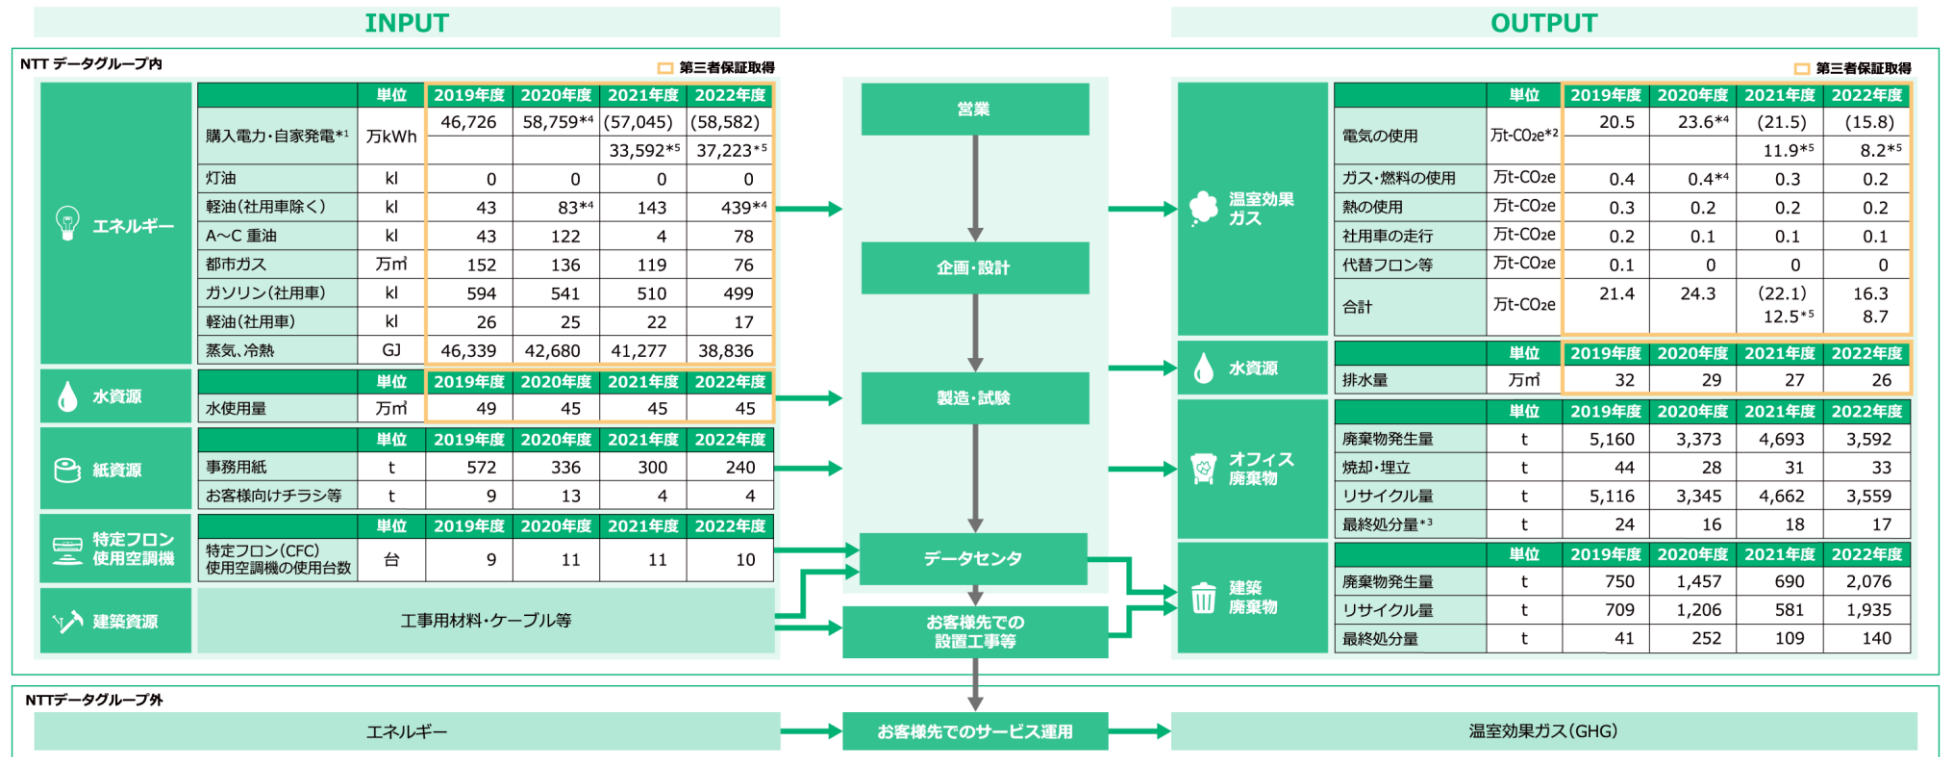 INPUT
OUTPUT
NTT データグループ内
第三者保証取得
第三者保証取得
エネルギー
単位 2019年度 2020年度 2021年度 2022年度
購入電力・自家発電*1 万kWh 46,726 58,759*4 (57,045) (58,582)
33,592*5 37,223*5
灯油 kl 0 0 0 0
軽油(社用車除く) kl 43 83*4 143 439*4
A～C 重油 kl 43 122 4 78
都市ガス 万㎥ 152 136 119 76
ガソリン(社用車) kl 594 541 510 499
軽油(社用車) kl 26 25 22 17
蒸気、冷熱 GJ 46,339 42,680 41,277 38,836
水資源
単位 2019年度 2020年度 2021年度 2022年度
水使用量 万㎥ 49 45 45 45
紙資源
単位 2019年度 2020年度 2021年度 2022年度
事務用紙 t 572 336 300 240
お客様向けチラシ等 t 9 13 4 4
特定フロン
使用空調機
単位 2019年度 2020年度 2021年度 2022年度
特定フロン(CFC)
使用空調機の使用台数 台 9 11 11 10
建築資源
工事用材料・ケーブル等
営業
企画・設計
製造・試験
データセンタ
お客様先での
設置工事等
温室効果
ガス
単位 2019年度 2020年度 2021年度 2022年度
電気の使用 万t-CO2e*2 20.5 23.6*4 (21.5) (15.8)
11.9*5 8.2*5
ガス・燃料の使用 万t-CO2e 0.4 0.4*4 0.3 0.2
熱の使用 万t-CO2e 0.3 0.2 0.2 0.2
社用車の走行 万t-CO2e 0.2 0.1 0.1 0.1
代替フロン等 万t-CO2e 0.1 0 0 0
合計 万t-CO2e 21.4 24.3 (22.1) 16.3
12.5*5 8.7
水資源
単位 2019年度 2020年度 2021年度 2022年度
排水量 万㎥ 32 29 27 26
オフィス
廃棄物
単位 2019年度 2020年度 2021年度 2022年度
廃棄物発生量 t 5,160 3,373 4,693 3,592
焼却・埋立 t 44 28 31 33
リサイクル量 t 5,116 3,345 4,662 3,559
最終処分量*3 t 24 16 18 17
建築
廃棄物
単位 2019年度 2020年度 2021年度 2022年度
廃棄物発生量 t 750 1,457 690 2,076
リサイクル量 t 709 1,206 581 1,935
最終処分量 t 41 252 109 140
NTTデータグループ外
エネルギー
お客様先でのサービス運用
温室効果ガス(GHG)